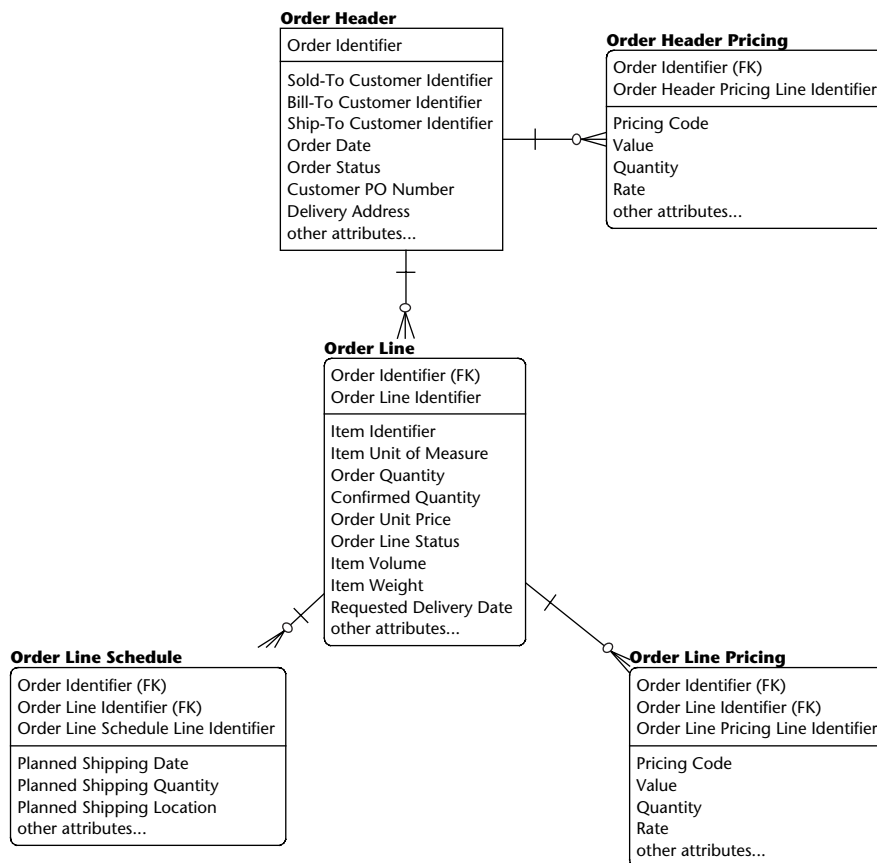 Order Header
Order Identifier
Sold-To Customer Identifier
Bill-To Customer Identifier
Ship-To Customer Identifier
Order Date
Order Status
Customer PO Number
Delivery Address
other attributes...
Order Header Pricing
Order Identifier (FK)
Order Header Pricing Line Identifier
Pricing Code
Value
Quantity
Rate
other attributes...
Order Line
Order Identifier (FK)
Order Line Identifier
Item Identifier
Item Unit of Measure
Order Quantity
Confirmed Quantity
Order Unit Price
Order Line Status
Item Volume
Item Weight
Requested Delivery Date
other attributes...
Order Line Schedule
Order Identifier (FK)
Order Line Identifier (FK)
Order Line Schedule Line Identifier
Planned Shipping Date
Planned Shipping Quantity
Planned Shipping Location
other attributes...
Order Line Pricing
Order Identifier (FK)
Order Line Identifier (FK)
Order Line Pricing Line Identifier
Pricing Code
Value
Quantity
Rate
other attributes...